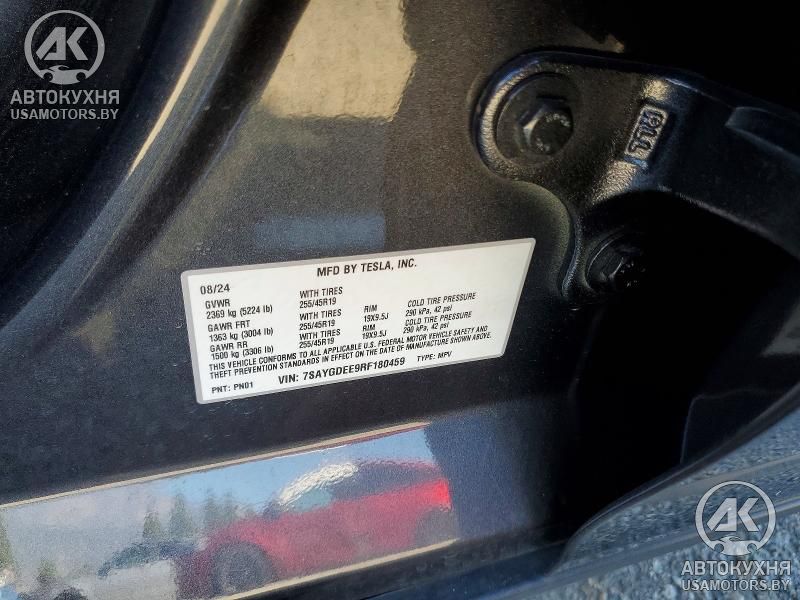 АК
АВТОКУХНЯ
USAMOTORS.BY
MFD BY TESLA, INC.
08/24
GVWR WITH TIRES
2369 kg (5224 lb) 255/45R19 RIM COLD TIRE PRESSURE
GAWR FRT WITH TIRES 19X9.5J 290 kPa, 42 psi
1363 kg (3004 lb) 255/45R19 RIM COLD TIRE PRESSURE
GAWR RR WITH TIRES 19X9.5J 290 kPa, 42 psi
1500 kg (3306 lb) 255/45R19
THIS VEHICLE CONFORMS TO ALL APPLICABLE U.S. FEDERAL MOTOR VEHICLE SAFETY AND
THEFT PREVENTION STANDARDS IN EFFECT ON THE DATE OF MANUFACTURE SHOWN ABOVE.
PNT: PN01 VIN: 7SAYGDEE9RF180459 TYPE: MPV
АК
АВТОКУХНЯ
USAMOTORS.BY